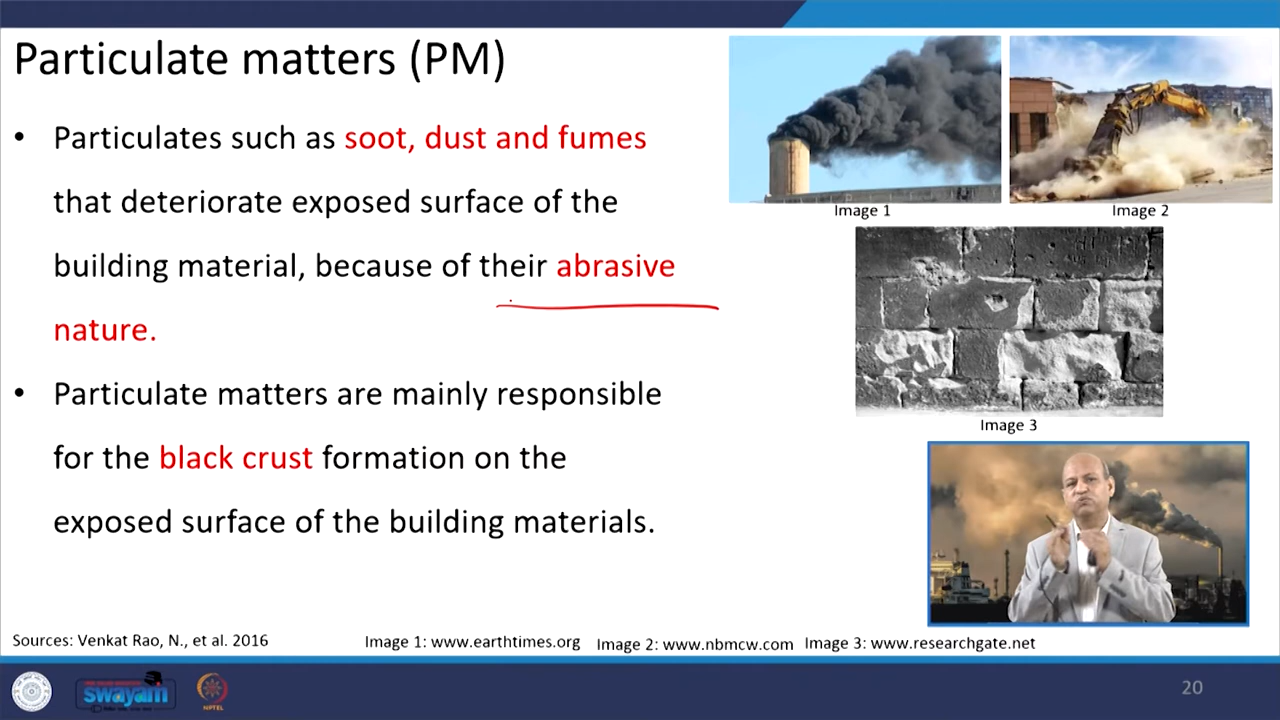 Particulate matters (PM)
• Particulates such as soot, dust and fumes
that deteriorate exposed surface of the
building material, because of their abrasive
nature.
• Particulate matters are mainly responsible
for the black crust formation on the
exposed surface of the building materials.
Image 1
Image 2
Image 3
Sources: Venkat Rao, N., et al. 2016
Image 1: www.earthtimes.org
Image 2: www.nbmcw.com
Image 3: www.researchgate.net
swayam
NPTEL
20